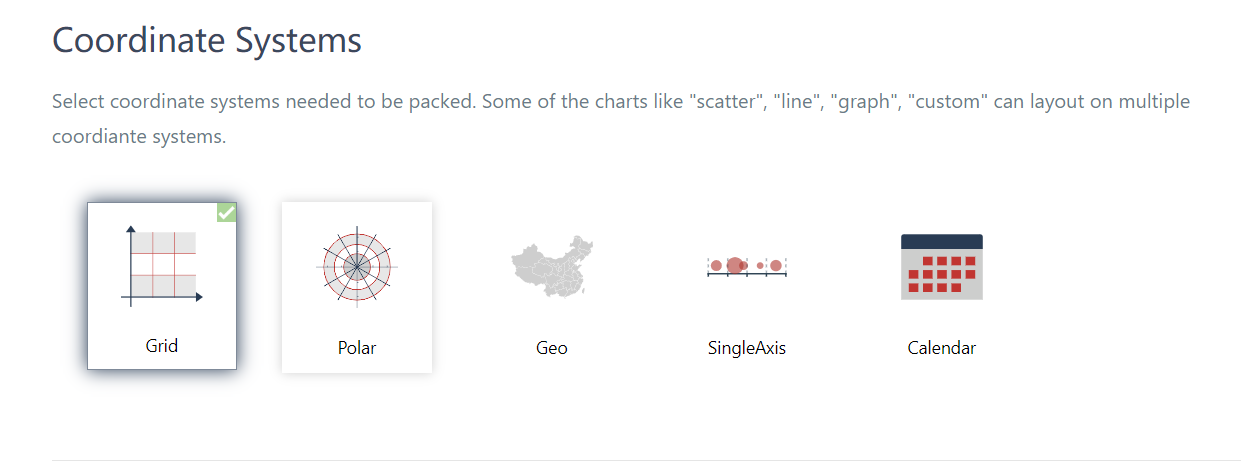 Coordinate Systems
Select coordinate systems needed to be packed. Some of the charts like "scatter", "line", "graph", "custom" can layout on multiple
coordiante systems.
Grid
Polar
Geo
SingleAxis
Calendar